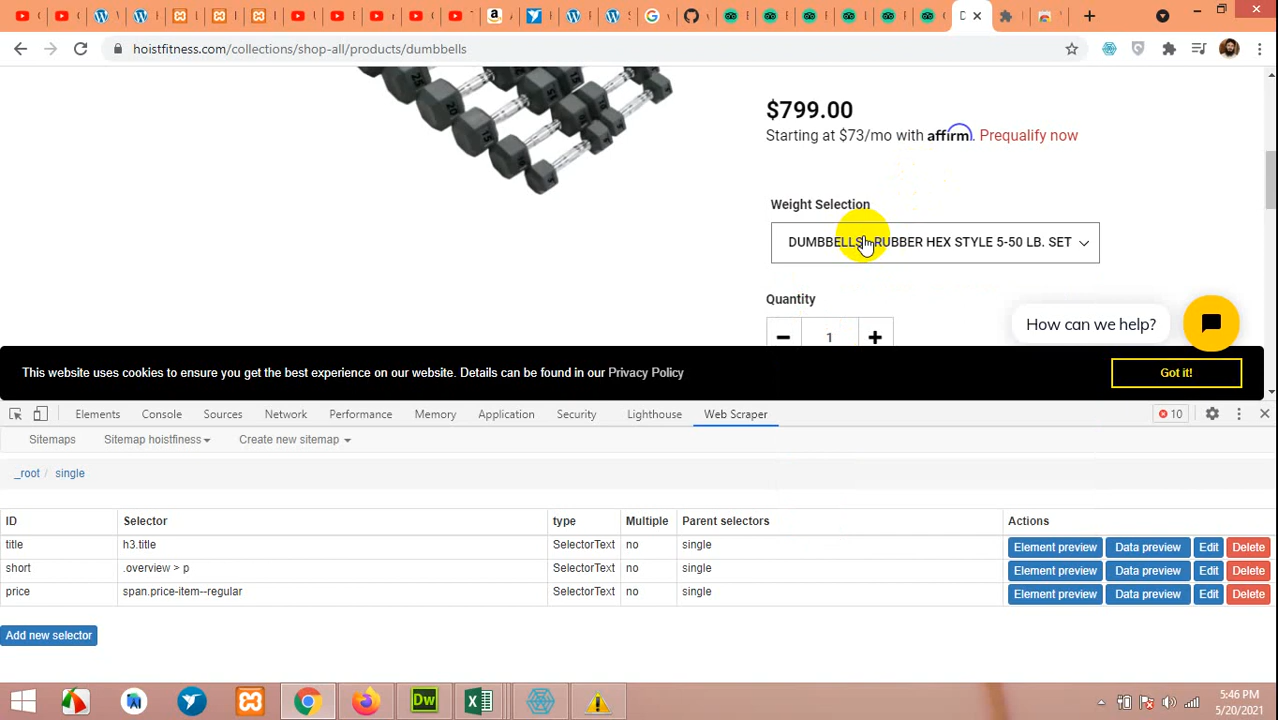 hoistfitness.com/collections/shop-all/products/dumbbells
$799.00
Starting at $73/mo with affirm. Prequalify now
Weight Selection
DUMBBELLS, RUBBER HEX STYLE 5-50 LB. SET
Quantity
1
How can we help?
This website uses cookies to ensure you get the best experience on our website. Details can be found in our Privacy Policy
Got it!
Elements Console Sources Network Performance Memory Application Security Lighthouse Web Scraper 10
Sitemaps Sitemap hoistfiness Create new sitemap
_root / single
ID Selector type Multiple Parent selectors Actions
title h3.title SelectorText no single Element preview Data preview Edit Delete
short .overview > p SelectorText no single Element preview Data preview Edit Delete
price span.price-item--regular SelectorText no single Element preview Data preview Edit Delete
Add new selector
Dw
5:46 PM
5/20/2021